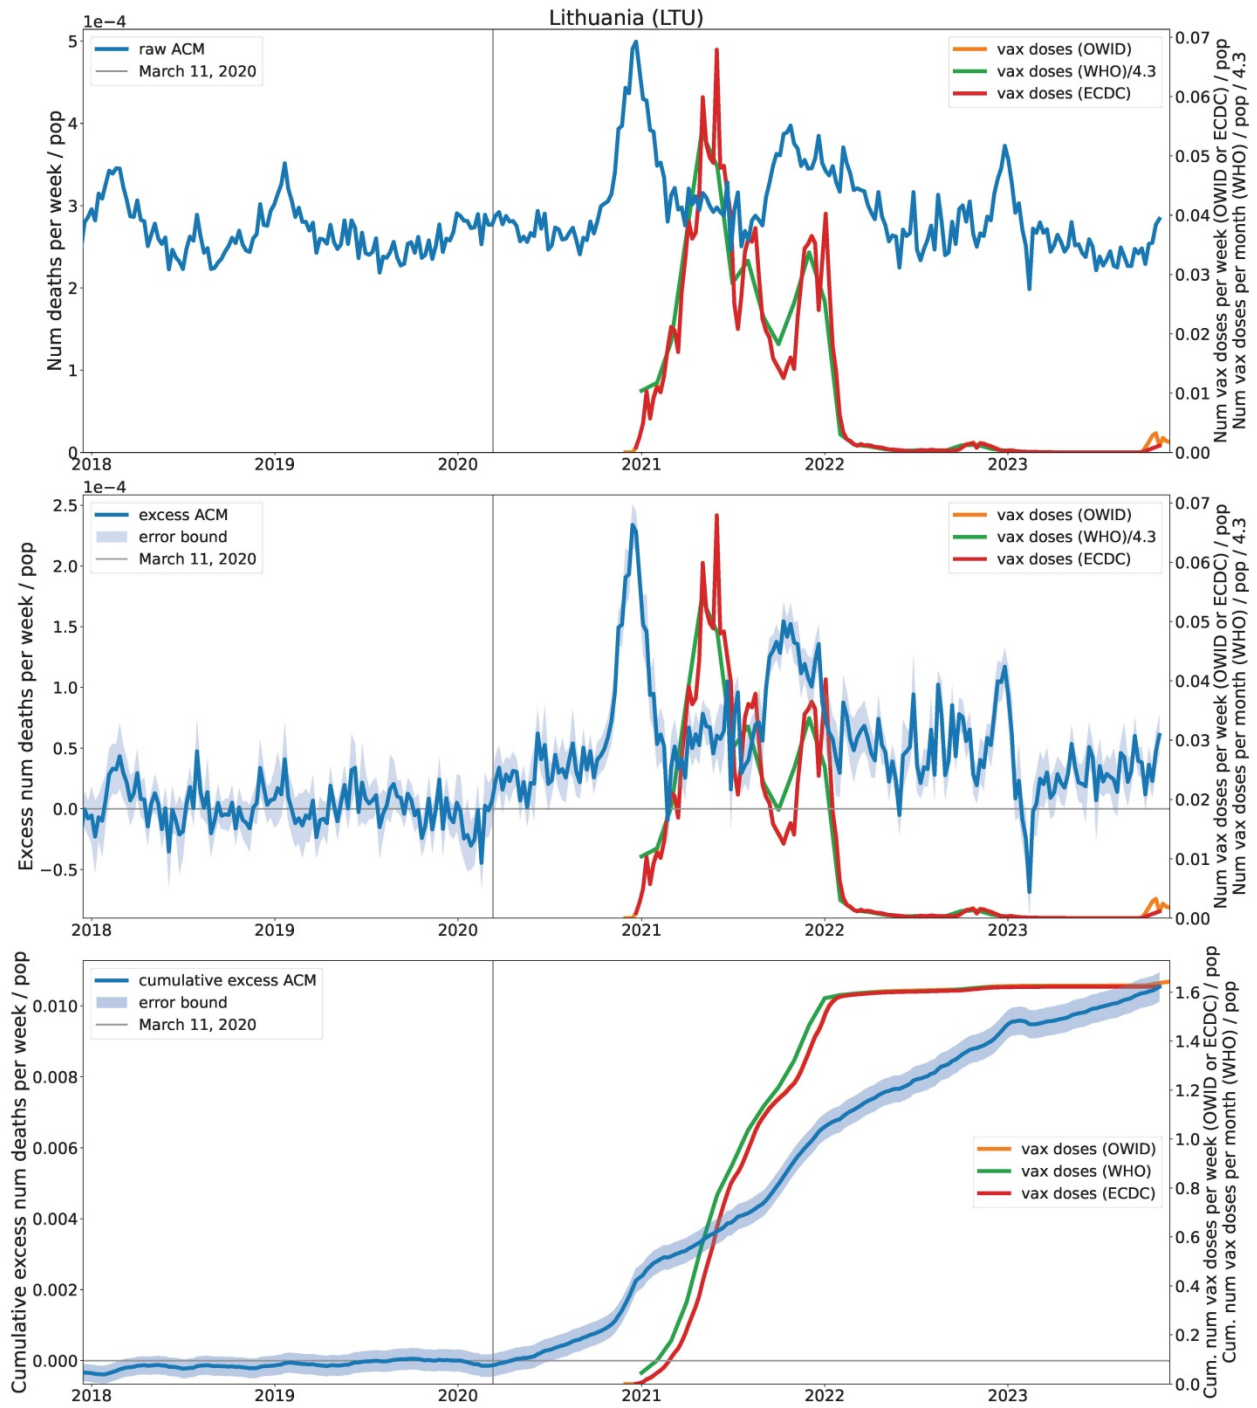 Lithuania (LTU)
1e−4
5
4
3
2
1
0
Num deaths per week / pop
raw ACM
March 11, 2020
vax doses (OWID)
vax doses (WHO)/4.3
vax doses (ECDC)
0.07
0.06
0.05
0.04
0.03
0.02
0.01
0.00
Num vax doses per week (OWID or ECDC) / pop
Num vax doses per month (WHO) / pop / 4.3
2018 2019 2020 2021 2022 2023
1e−4
2.5
2.0
1.5
1.0
0.5
0.0
−0.5
Excess num deaths per week / pop
excess ACM
error bound
March 11, 2020
vax doses (OWID)
vax doses (WHO)/4.3
vax doses (ECDC)
0.07
0.06
0.05
0.04
0.03
0.02
0.01
0.00
Num vax doses per week (OWID or ECDC) / pop
Num vax doses per month (WHO) / pop / 4.3
2018 2019 2020 2021 2022 2023
0.010
0.008
0.006
0.004
0.002
0.000
Cumulative excess num deaths per week / pop
cumulative excess ACM
error bound
March 11, 2020
vax doses (OWID)
vax doses (WHO)
vax doses (ECDC)
1.6
1.4
1.2
1.0
0.8
0.6
0.4
0.2
0.0
Cum. num vax doses per week (OWID or ECDC) / pop
Cum. num vax doses per month (WHO) / pop
2018 2019 2020 2021 2022 2023